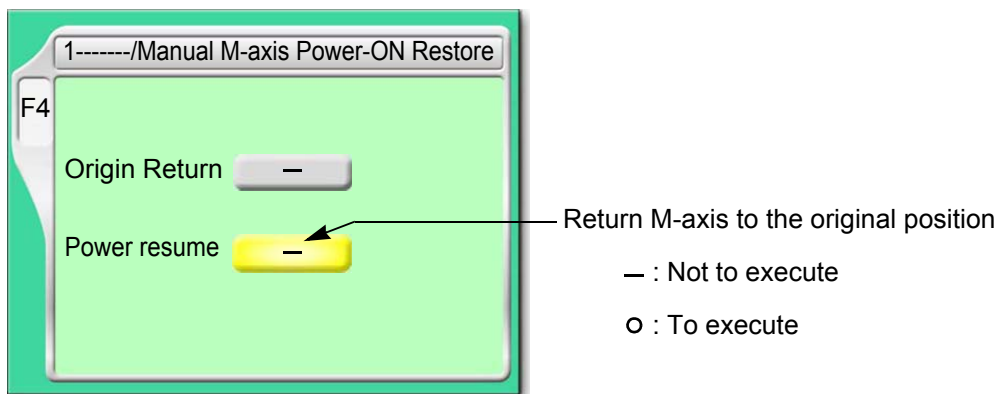 1-------/Manual M-axis Power-ON Restore
F4
Origin Return –
Power resume –
Return M-axis to the original position
– : Not to execute
o : To execute